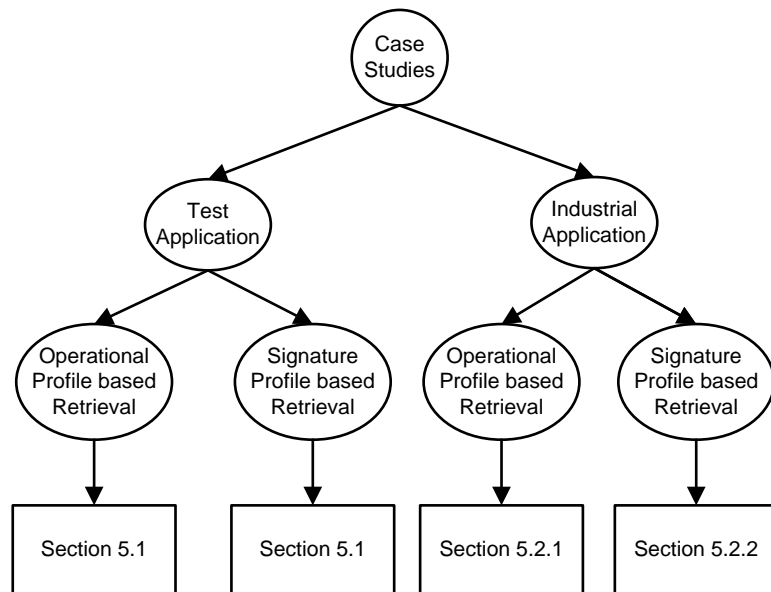 Case
Studies
Test
Application
Industrial
Application
Operational
Profile based
Retrieval
Signature
Profile based
Retrieval
Operational
Profile based
Retrieval
Signature
Profile based
Retrieval
Section 5.1
Section 5.1
Section 5.2.1
Section 5.2.2